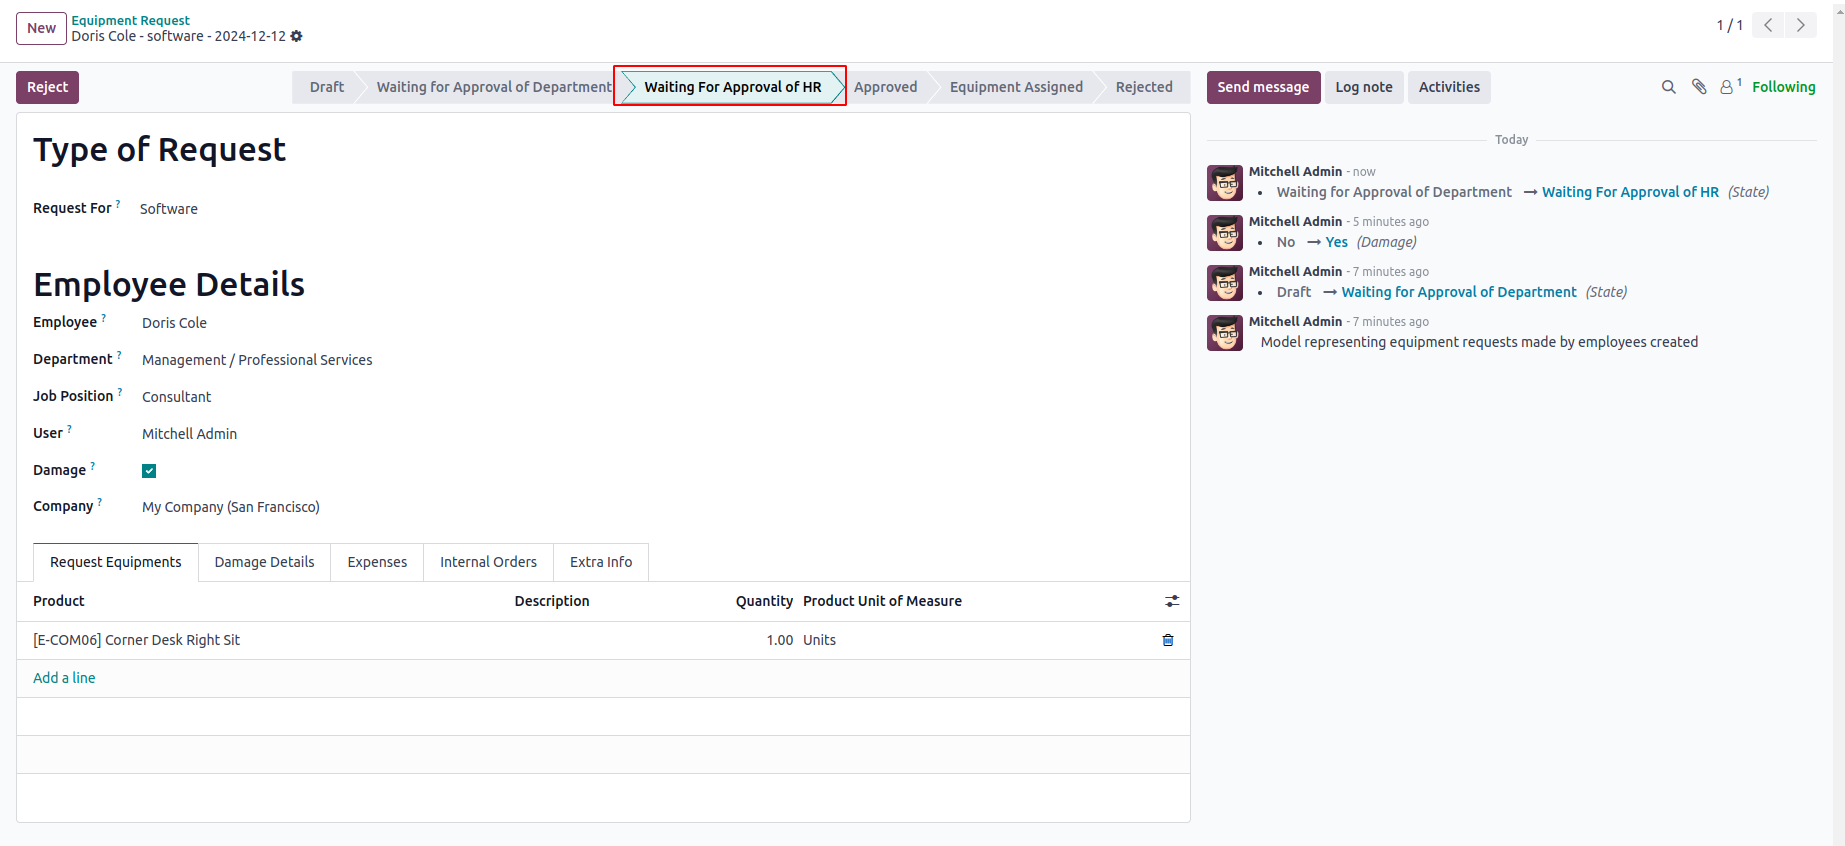 New
Equipment Request
Doris Cole - software - 2024-12-12
1 / 1
Reject
Draft
Waiting for Approval of Department
Waiting For Approval of HR
Approved
Equipment Assigned
Rejected
Send message
Log note
Activities
1
Following
Type of Request
Request For ? Software
Employee Details
Employee ? Doris Cole
Department ? Management / Professional Services
Job Position ? Consultant
User ? Mitchell Admin
Damage ?
Company ? My Company (San Francisco)
Request Equipments
Damage Details
Expenses
Internal Orders
Extra Info
Product Description Quantity Product Unit of Measure
[E-COM06] Corner Desk Right Sit 1.00 Units
Add a line
Today
Mitchell Admin - now
• Waiting for Approval of Department → Waiting For Approval of HR (State)
Mitchell Admin - 5 minutes ago
• No → Yes (Damage)
Mitchell Admin - 7 minutes ago
• Draft → Waiting for Approval of Department (State)
Mitchell Admin - 7 minutes ago
Model representing equipment requests made by employees created